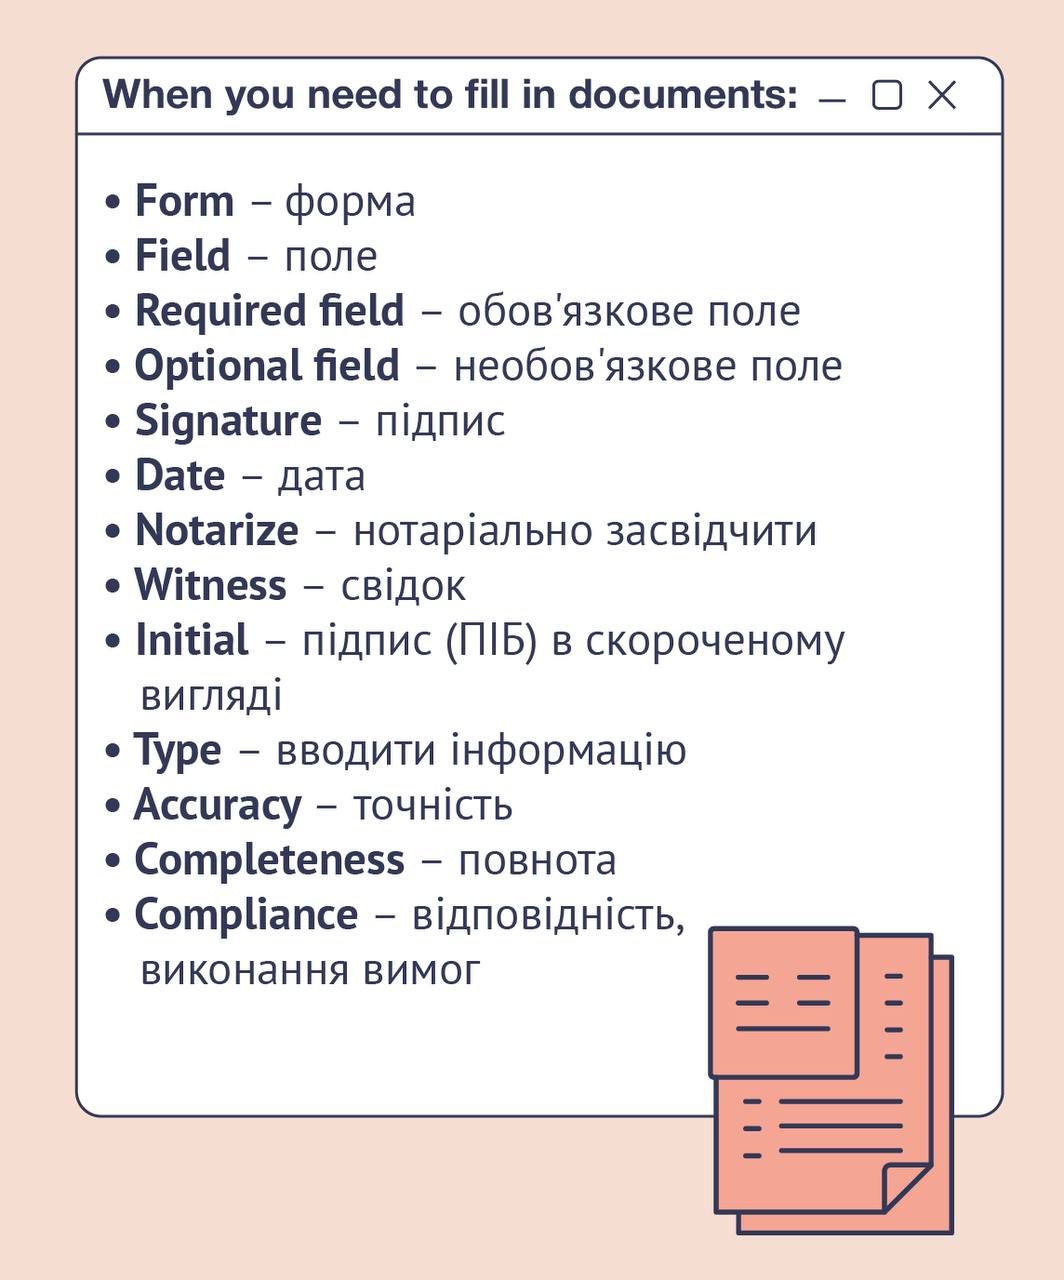 When you need to fill in documents:
• Form – форма
• Field – поле
• Required field – обов'язкове поле
• Optional field – необов'язкове поле
• Signature – підпис
• Date – дата
• Notarize – нотаріально засвідчити
• Witness – свідок
• Initial – підпис (ПІБ) в скороченому
вигляді
• Type – вводити інформацію
• Accuracy – точність
• Completeness – повнота
• Compliance – відповідність,
виконання вимог